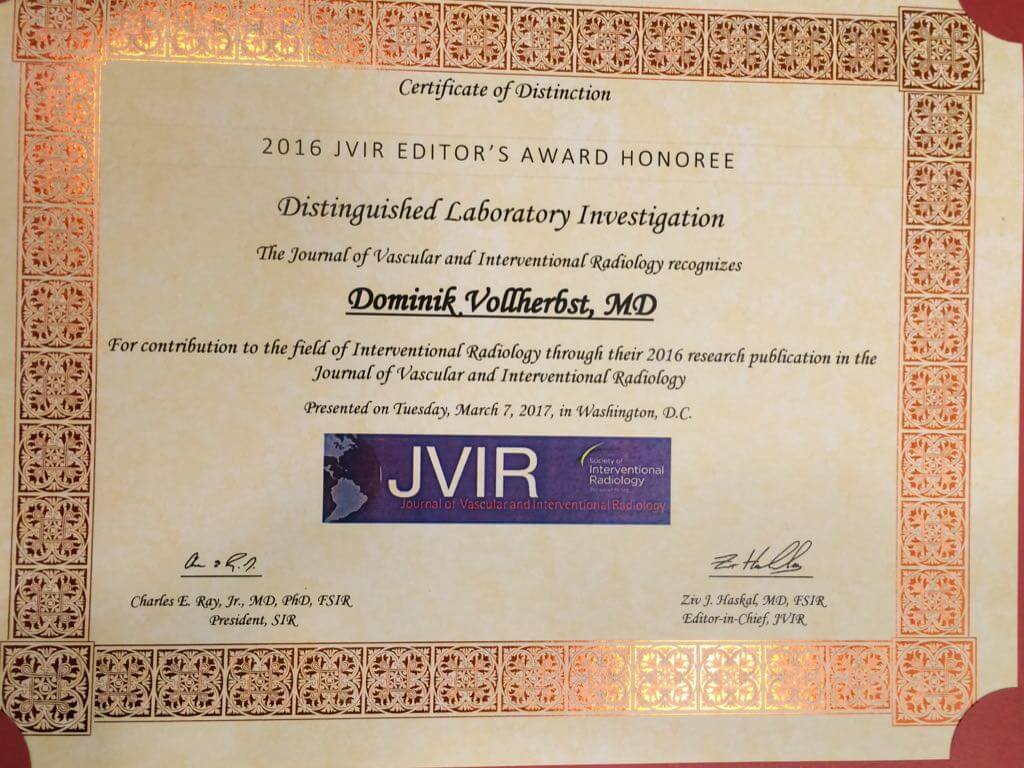 Certificate of Distinction
2016 JVIR EDITOR'S AWARD HONOREE
Distinguished Laboratory Investigation
The Journal of Vascular and Interventional Radiology recognizes
Dominik Vollherbst, MD
For contribution to the field of Interventional Radiology through their 2016 research publication in the
Journal of Vascular and Interventional Radiology
Presented on Tuesday, March 7, 2017, in Washington, D.C.
JVIR
Journal of Vascular and Interventional Radiology
Society of
Interventional
Radiology
Charles E. Ray, Jr., MD, PhD, FSIR
President, SIR
Ziv J. Haskal, MD, FSIR
Editor-in-Chief, JVIR